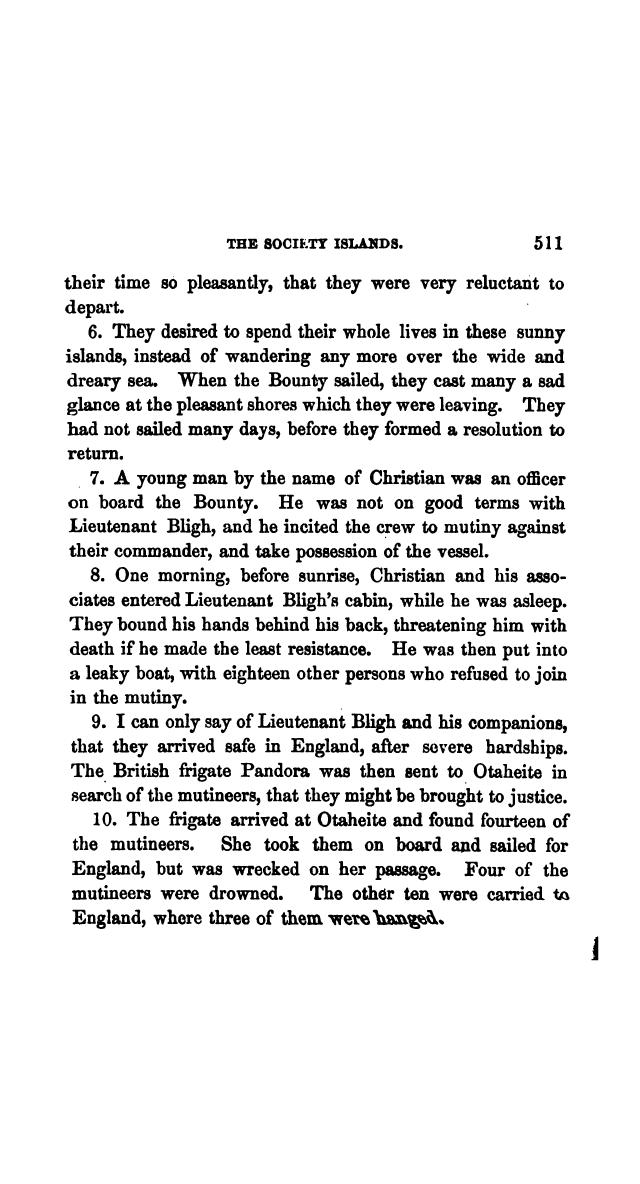 THE SOCIETY ISLANDS. 511
their time so pleasantly, that they were very reluctant to
depart.
6. They desired to spend their whole lives in these sunny
islands, instead of wandering any more over the wide and
dreary sea. When the Bounty sailed, they cast many a sad
glance at the pleasant shores which they were leaving. They
had not sailed many days, before they formed a resolution to
return.
7. A young man by the name of Christian was an officer
on board the Bounty. He was not on good terms with
Lieutenant Bligh, and he incited the crew to mutiny against
their commander, and take possession of the vessel.
8. One morning, before sunrise, Christian and his asso-
ciates entered Lieutenant Bligh's cabin, while he was asleep.
They bound his hands behind his back, threatening him with
death if he made the least resistance. He was then put into
a leaky boat, with eighteen other persons who refused to join
in the mutiny.
9. I can only say of Lieutenant Bligh and his companions,
that they arrived safe in England, after severe hardships.
The British frigate Pandora was then sent to Otaheite in
search of the mutineers, that they might be brought to justice.
10. The frigate arrived at Otaheite and found fourteen of
the mutineers. She took them on board and sailed for
England, but was wrecked on her passage. Four of the
mutineers were drowned. The other ten were carried to
England, where three of them were hanged.